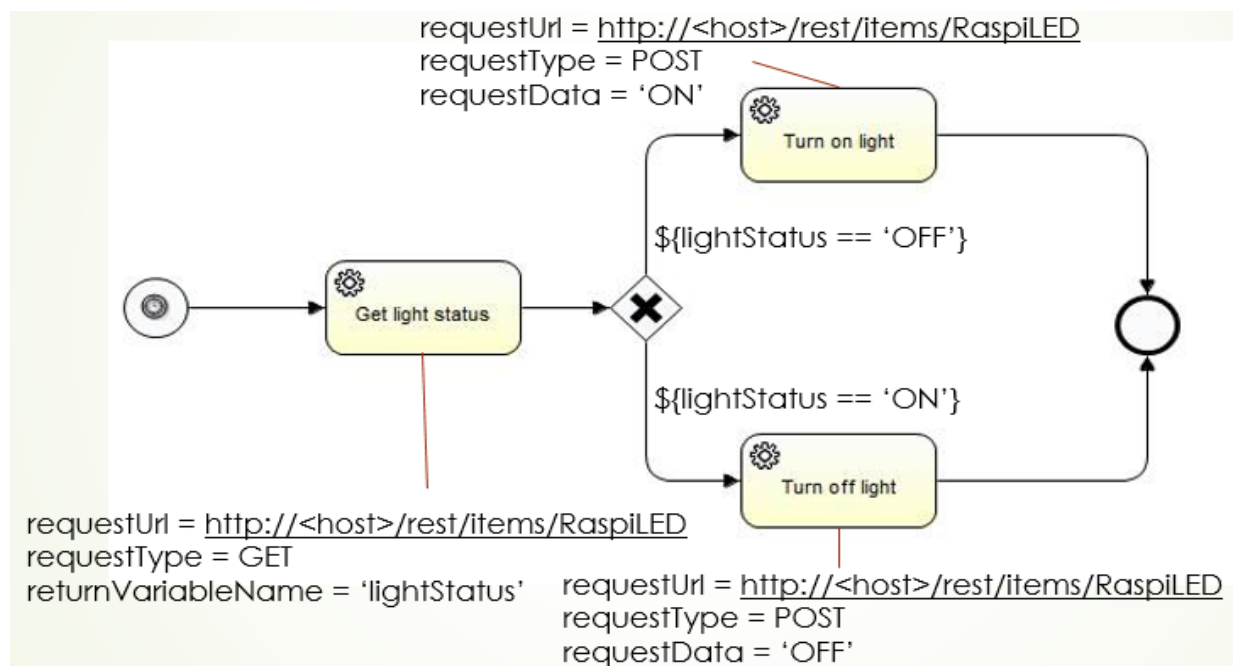 requestUrl = http://<host>/rest/items/RaspiLED
requestType = POST
requestData = ‘ON’
Turn on light
${lightStatus == ‘OFF’}
Get light status
${lightStatus == ‘ON’}
Turn off light
requestUrl = http://<host>/rest/items/RaspiLED
requestType = GET
returnVariableName = ‘lightStatus’
requestUrl = http://<host>/rest/items/RaspiLED
requestType = POST
requestData = ‘OFF’